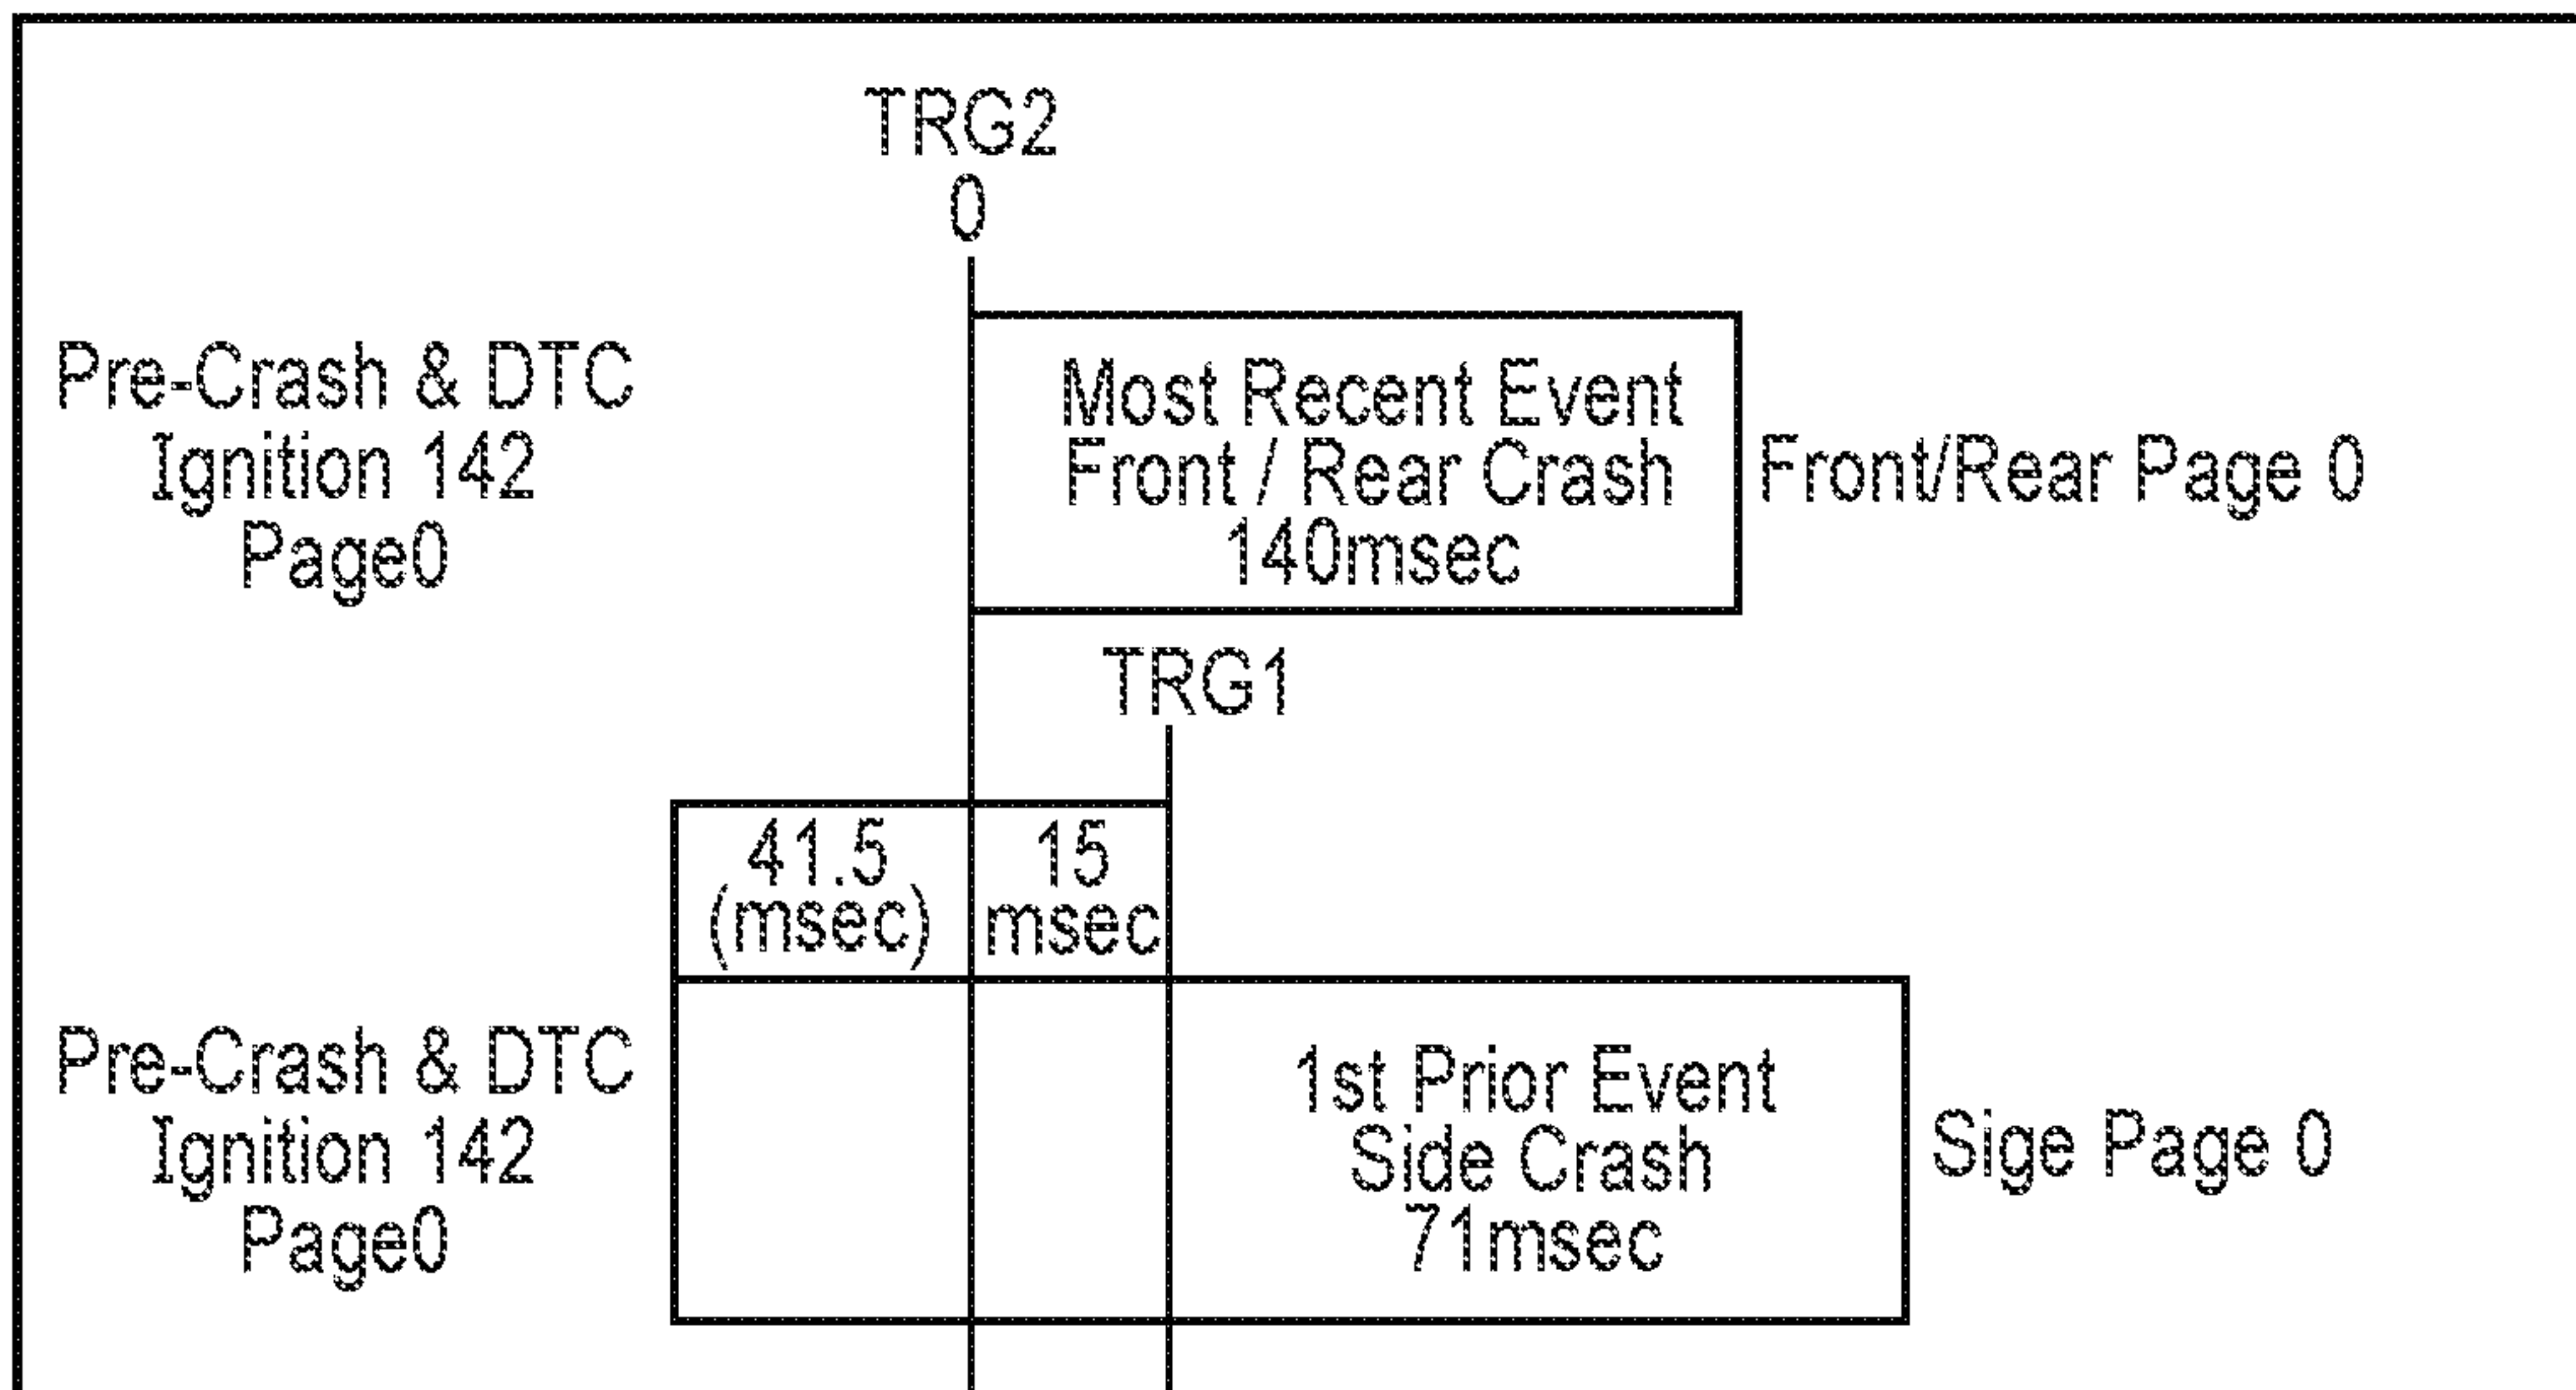 TRG2
0
Pre-Crash & DTC
Ignition 142
Page0
Most Recent Event
Front / Rear Crash
140msec
Front/Rear Page 0
TRG1
41.5
(msec)
15
msec
Pre-Crash & DTC
Ignition 142
Page0
1st Prior Event
Side Crash
71msec
Sige Page 0